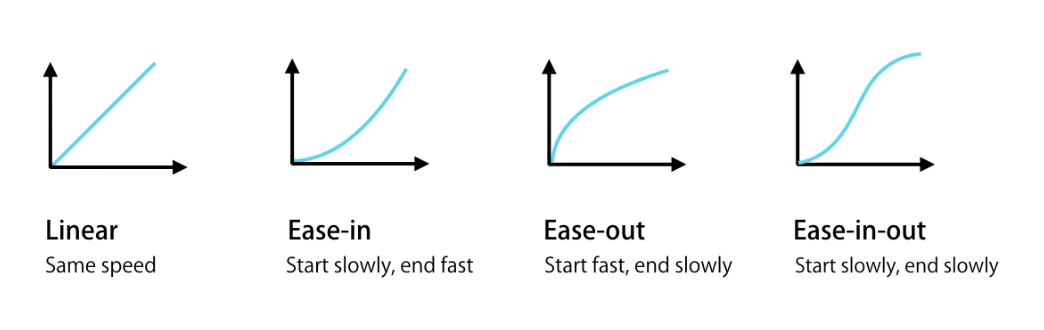 Linear
Same speed
Ease-in
Start slowly, end fast
Ease-out
Start fast, end slowly
Ease-in-out
Start slowly, end slowly